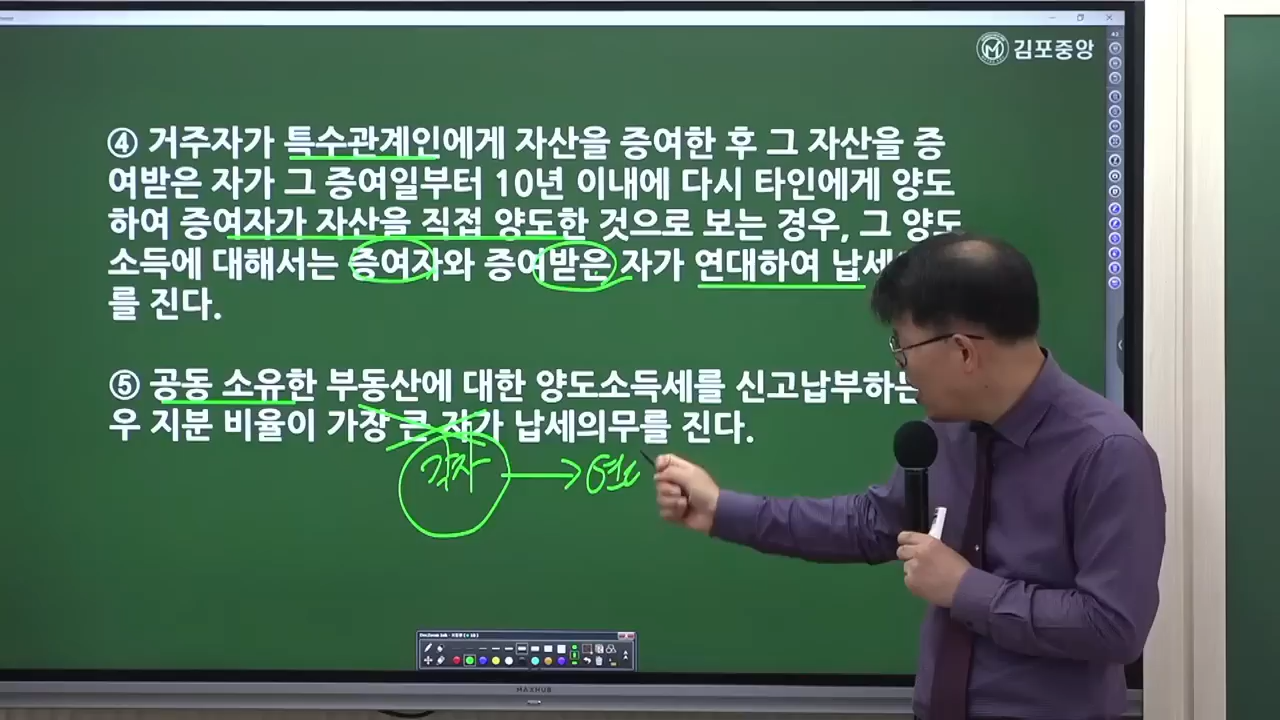 김포중앙
④ 거주자가 특수관계인에게 자산을 증여한 후 그 자산을 증
여받은 자가 그 증여일부터 10년 이내에 다시 타인에게 양도
하여 증여자가 자산을 직접 양도한 것으로 보는 경우, 그 양도
소득에 대해서는 증여자와 증여받은 자가 연대하여 납세
를 진다.
⑤ 공동 소유한 부동산에 대한 양도소득세를 신고납부하는
우 지분 비율이 가장 큰 자가 납세의무를 진다.
각자 → 연
MAXHUB